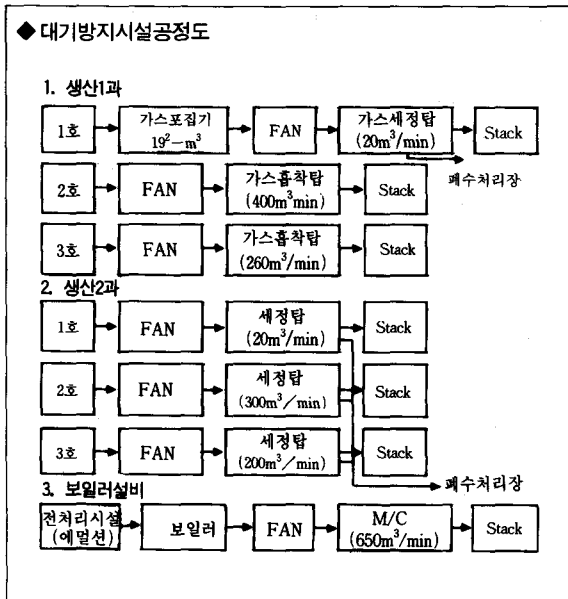 ◆ 대기방지시설공정도
1. 생산1과
1호 가스포집기 19²-m³ FAN 가스세정탑 (20m³/min) Stack
폐수처리장
2호 FAN 가스흡착탑 (400m³min) Stack
3호 FAN 가스흡착탑 (260m³/min) Stack
2. 생산2과
1호 FAN 세정탑 (20m³/min) Stack
2호 FAN 세정탑 (300m³/min) Stack
3호 FAN 세정탑 (200m³/min) Stack
폐수처리장
3. 보일러설비
전처리시설 (에멀션) 보일러 FAN M/C (650m³/min) Stack